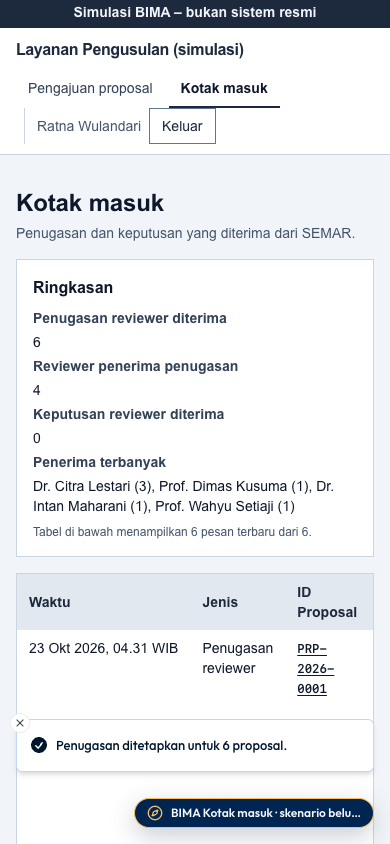 Simulasi BIMA – bukan sistem resmi
Layanan Pengusulan (simulasi)
Pengajuan proposal
Kotak masuk
Ratna Wulandari
Keluar
Kotak masuk
Penugasan dan keputusan yang diterima dari SEMAR.
Ringkasan
Penugasan reviewer diterima
6
Reviewer penerima penugasan
4
Keputusan reviewer diterima
0
Penerima terbanyak
Dr. Citra Lestari (3), Prof. Dimas Kusuma (1), Dr.
Intan Maharani (1), Prof. Wahyu Setiaji (1)
Tabel di bawah menampilkan 6 pesan terbaru dari 6.
Waktu
Jenis
ID
Proposal
23 Okt 2026, 04.31 WIB
Penugasan
reviewer
PRP-
2026-
0001
Penugasan ditetapkan untuk 6 proposal.
BIMA Kotak masuk · skenario belu...